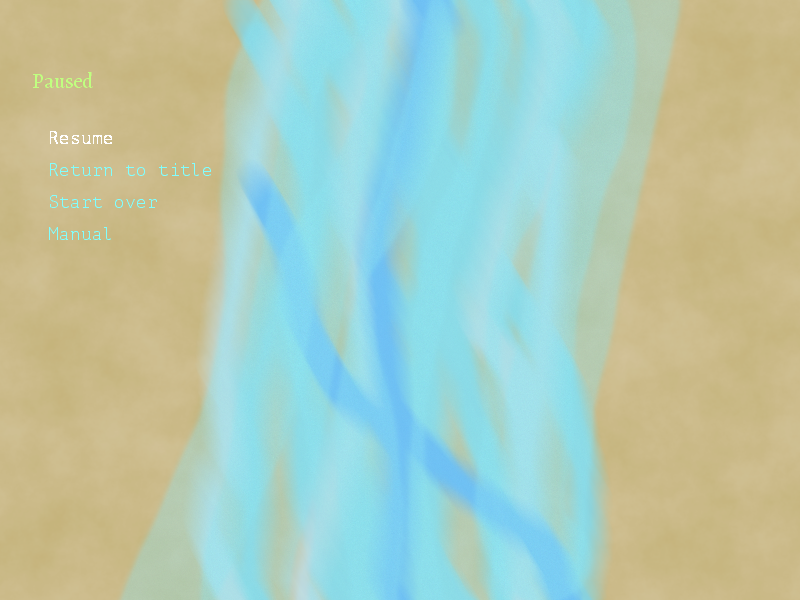 Paused
Resume
Return to title
Start over
Manual